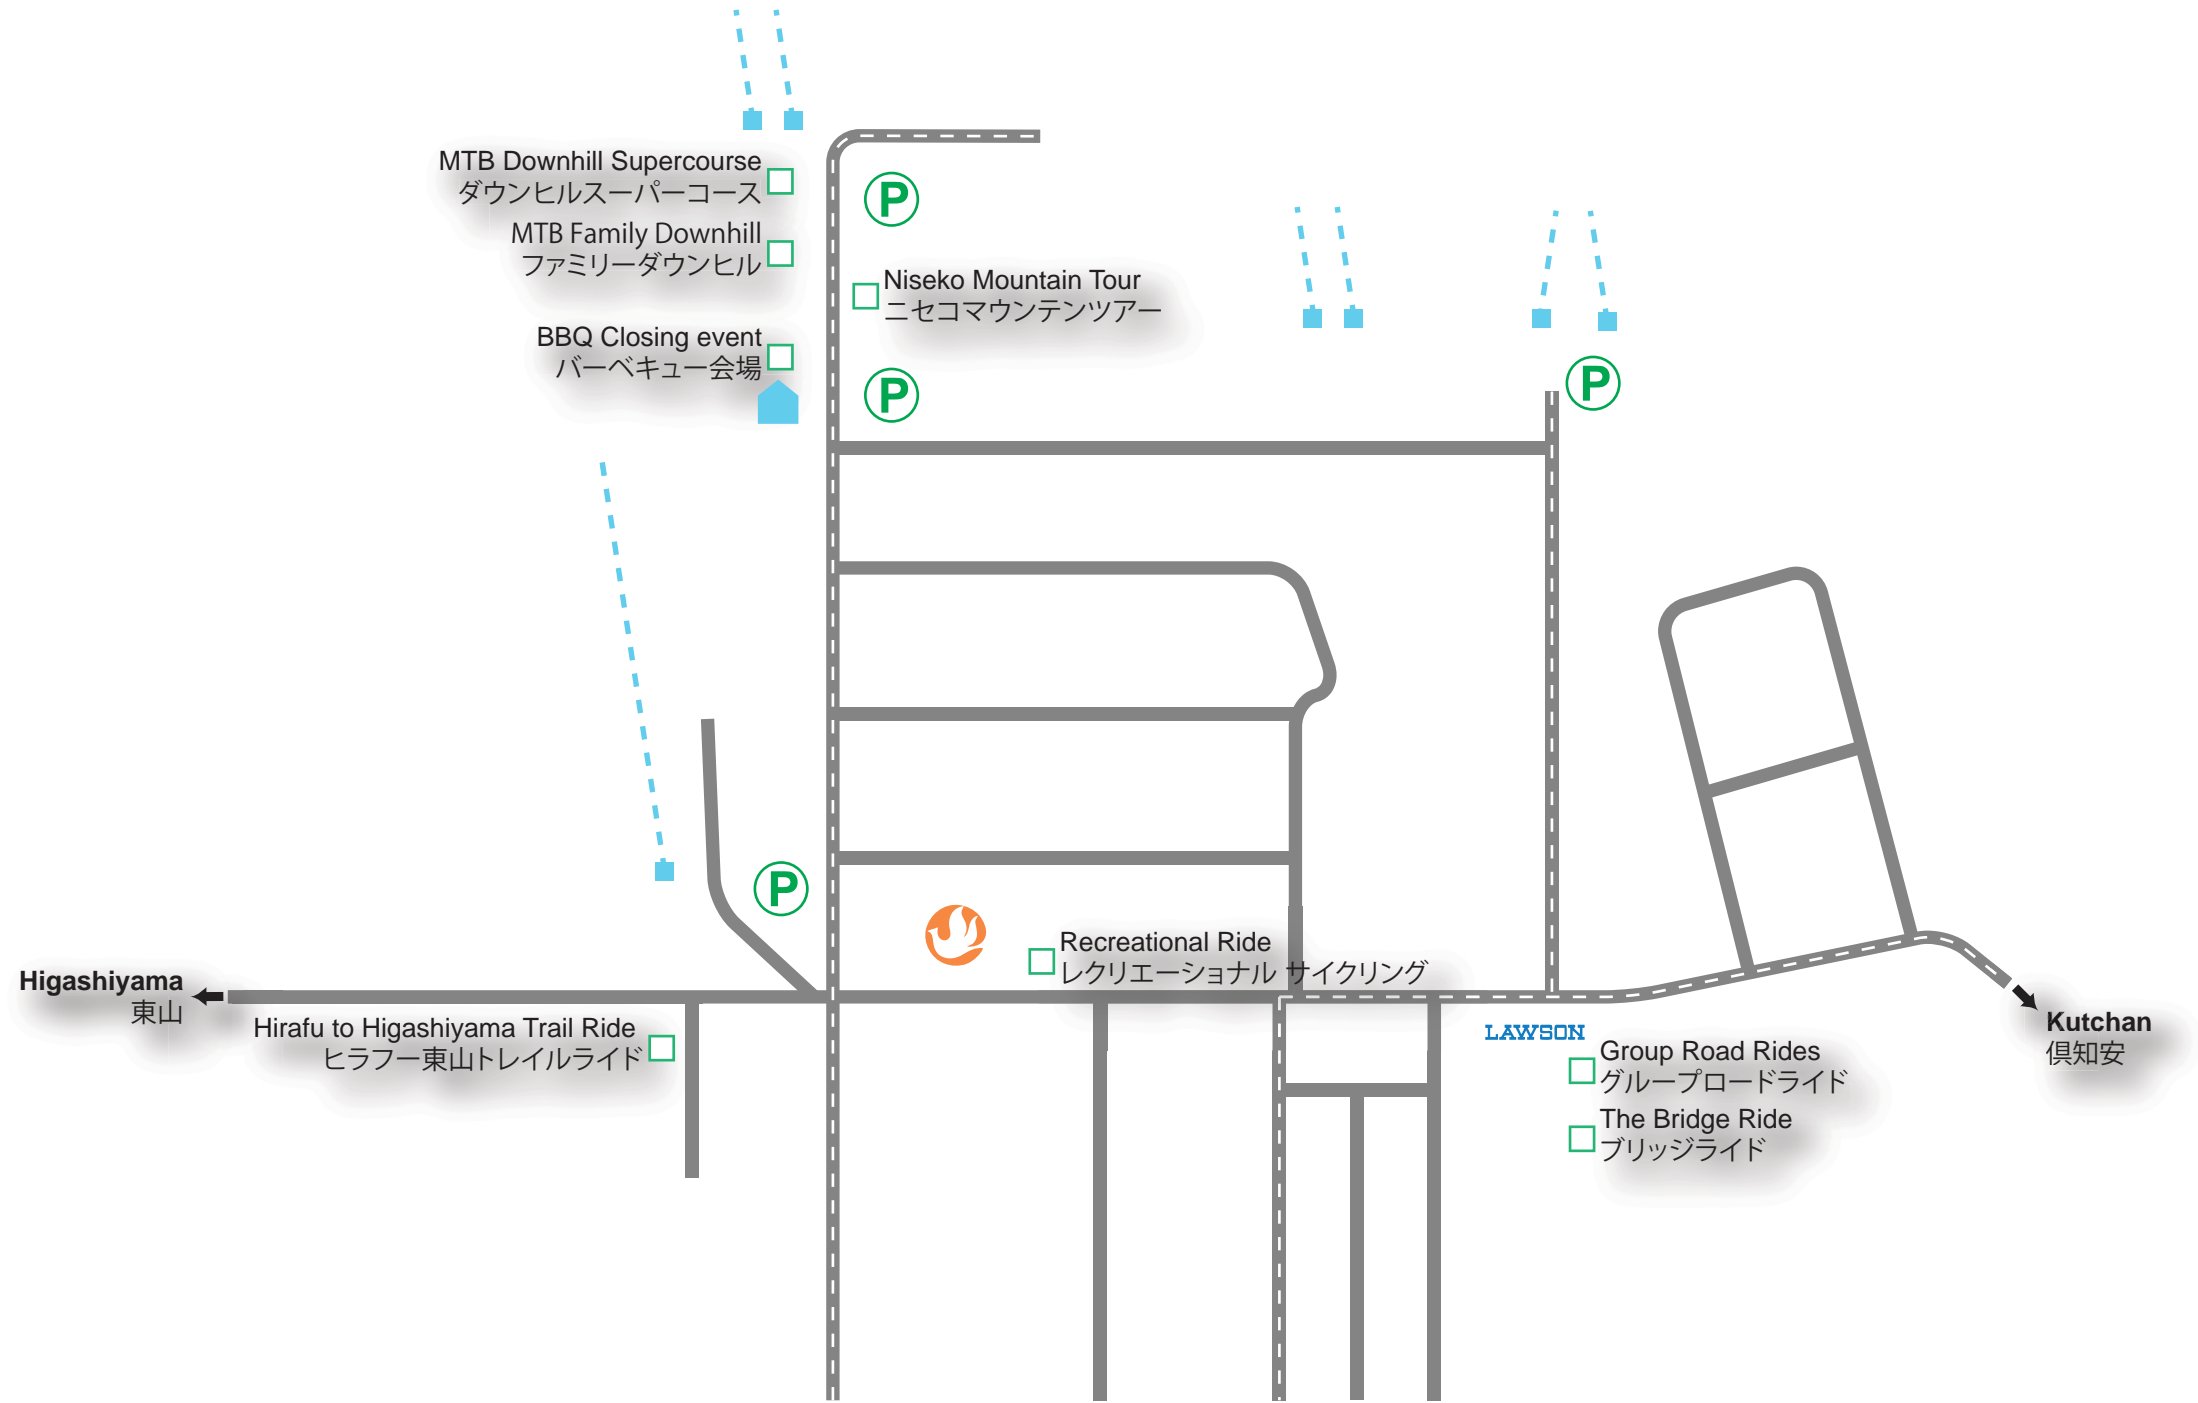 MTB Downhill Supercourse
ダウンヒルスーパーコース
P
MTB Family Downhill
ファミリーダウンヒル
Niseko Mountain Tour
ニセコマウンテンツアー
BBQ Closing event
バーベキュー会場
P
P
P
Recreational Ride
レクリエーショナル サイクリング
Higashiyama
東山
Hirafu to Higashiyama Trail Ride
ヒラフー東山トレイルライド
LAWSON
Kutchan
倶知安
Group Road Rides
グループロードライド
The Bridge Ride
ブリッジライド